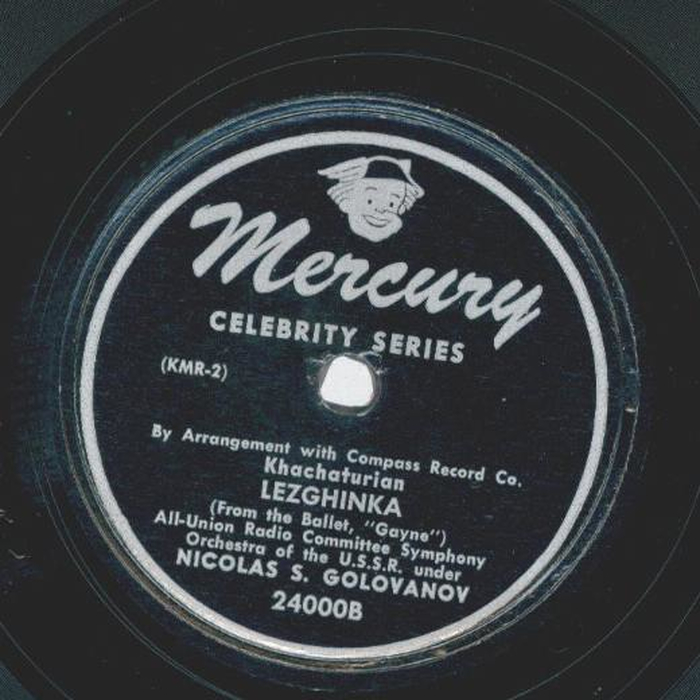 Mercury
CELEBRITY SERIES
(KMR-2)
By Arrangement with Compass Record Co.
Khachaturian
LEZGHINKA
(From the Ballet, "Gayne")
All-Union Radio Committee Symphony
Orchestra of the U.S.S.R. under
NICOLAS S. GOLOVANOV
24000B